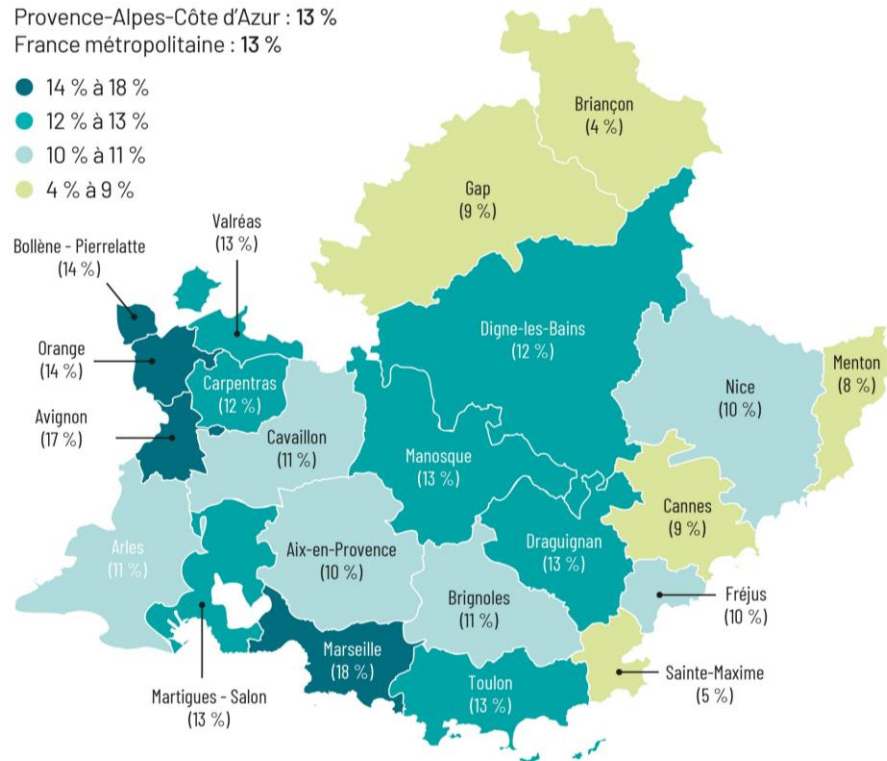 Provence-Alpes-Côte d’Azur : 13 %
France métropolitaine : 13 %
14 % à 18 %
12 % à 13 %
10 % à 11 %
4 % à 9 %
Briançon
(4 %)
Gap
(9 %)
Valréas
(13 %)
Bollène - Pierrelatte
(14 %)
Orange
(14 %)
Avignon
(17 %)
Carpentras
(12 %)
Cavaillon
(11 %)
Digne-les-Bains
(12 %)
Manosque
(13 %)
Nice
(10 %)
Menton
(8 %)
Cannes
(9 %)
Draguignan
(13 %)
Arles
(11 %)
Aix-en-Provence
(10 %)
Brignoles
(11 %)
Fréjus
(10 %)
Marseille
(18 %)
Martigues - Salon
(13 %)
Toulon
(13 %)
Sainte-Maxime
(5 %)